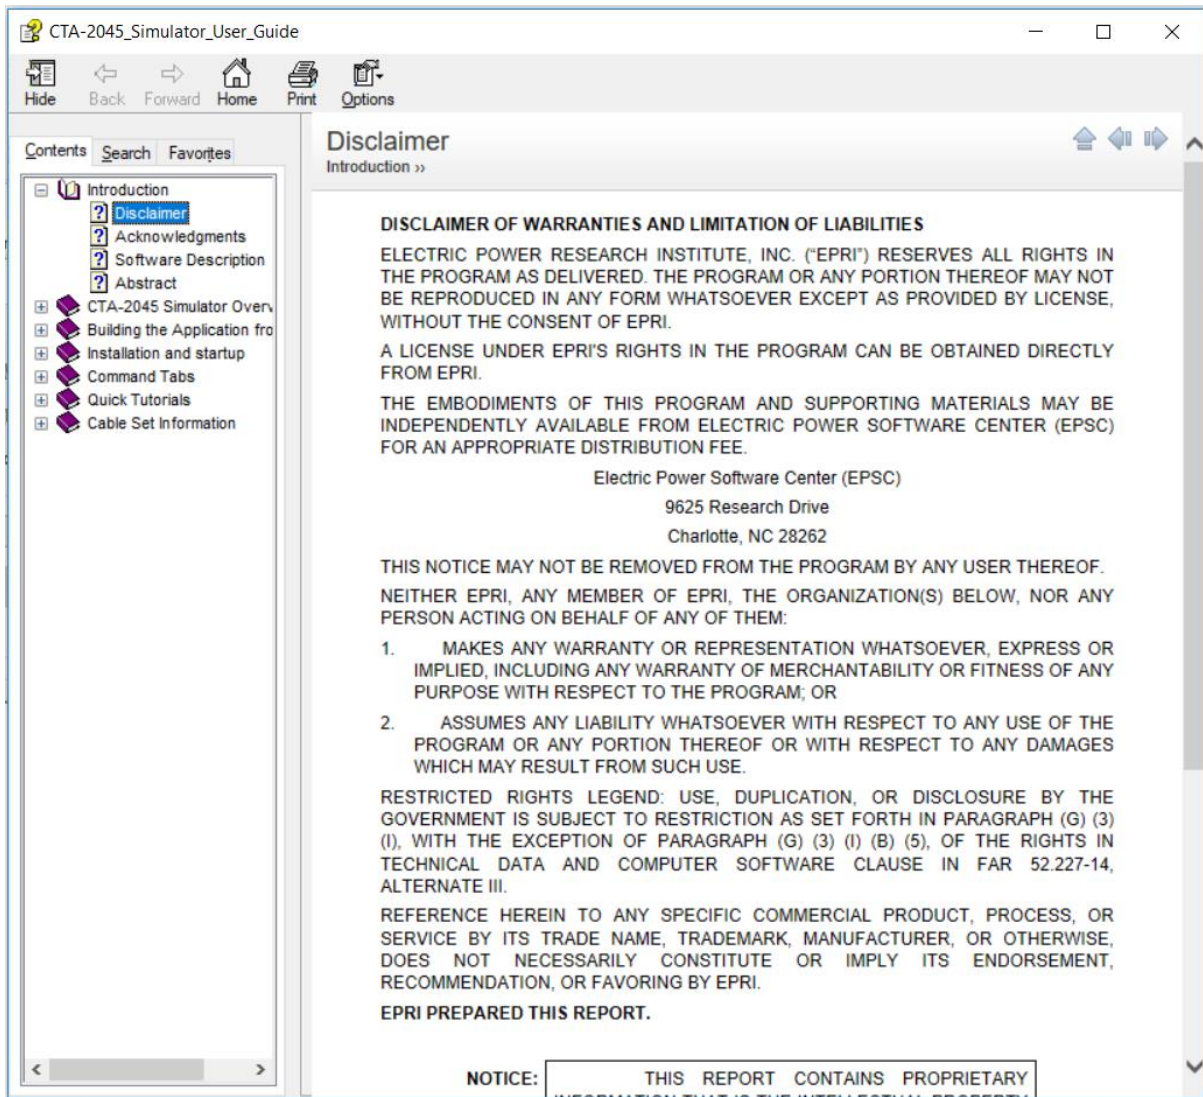 CTA-2045_Simulator_User_Guide
Hide Back Forward Home Print Options
Contents Search Favorites
Introduction
Disclaimer
Acknowledgments
Software Description
Abstract
CTA-2045 Simulator Overv
Building the Application fro
Installation and startup
Command Tabs
Quick Tutorials
Cable Set Information
Disclaimer
Introduction »
DISCLAIMER OF WARRANTIES AND LIMITATION OF LIABILITIES
ELECTRIC POWER RESEARCH INSTITUTE, INC. (“EPRI”) RESERVES ALL RIGHTS IN
THE PROGRAM AS DELIVERED. THE PROGRAM OR ANY PORTION THEREOF MAY NOT
BE REPRODUCED IN ANY FORM WHATSOEVER EXCEPT AS PROVIDED BY LICENSE,
WITHOUT THE CONSENT OF EPRI.
A LICENSE UNDER EPRI'S RIGHTS IN THE PROGRAM CAN BE OBTAINED DIRECTLY
FROM EPRI.
THE EMBODIMENTS OF THIS PROGRAM AND SUPPORTING MATERIALS MAY BE
INDEPENDENTLY AVAILABLE FROM ELECTRIC POWER SOFTWARE CENTER (EPSC)
FOR AN APPROPRIATE DISTRIBUTION FEE.
Electric Power Software Center (EPSC)
9625 Research Drive
Charlotte, NC 28262
THIS NOTICE MAY NOT BE REMOVED FROM THE PROGRAM BY ANY USER THEREOF.
NEITHER EPRI, ANY MEMBER OF EPRI, THE ORGANIZATION(S) BELOW, NOR ANY
PERSON ACTING ON BEHALF OF ANY OF THEM:
1. MAKES ANY WARRANTY OR REPRESENTATION WHATSOEVER, EXPRESS OR
IMPLIED, INCLUDING ANY WARRANTY OF MERCHANTABILITY OR FITNESS OF ANY
PURPOSE WITH RESPECT TO THE PROGRAM; OR
2. ASSUMES ANY LIABILITY WHATSOEVER WITH RESPECT TO ANY USE OF THE
PROGRAM OR ANY PORTION THEREOF OR WITH RESPECT TO ANY DAMAGES
WHICH MAY RESULT FROM SUCH USE.
RESTRICTED RIGHTS LEGEND: USE, DUPLICATION, OR DISCLOSURE BY THE
GOVERNMENT IS SUBJECT TO RESTRICTION AS SET FORTH IN PARAGRAPH (G) (3)
(I), WITH THE EXCEPTION OF PARAGRAPH (G) (3) (I) (B) (5), OF THE RIGHTS IN
TECHNICAL DATA AND COMPUTER SOFTWARE CLAUSE IN FAR 52.227-14,
ALTERNATE III.
REFERENCE HEREIN TO ANY SPECIFIC COMMERCIAL PRODUCT, PROCESS, OR
SERVICE BY ITS TRADE NAME, TRADEMARK, MANUFACTURER, OR OTHERWISE,
DOES NOT NECESSARILY CONSTITUTE OR IMPLY ITS ENDORSEMENT,
RECOMMENDATION, OR FAVORING BY EPRI.
EPRI PREPARED THIS REPORT.
NOTICE: THIS REPORT CONTAINS PROPRIETARY
INFORMATION THAT IS THE INTELLECTUAL PROPERTY